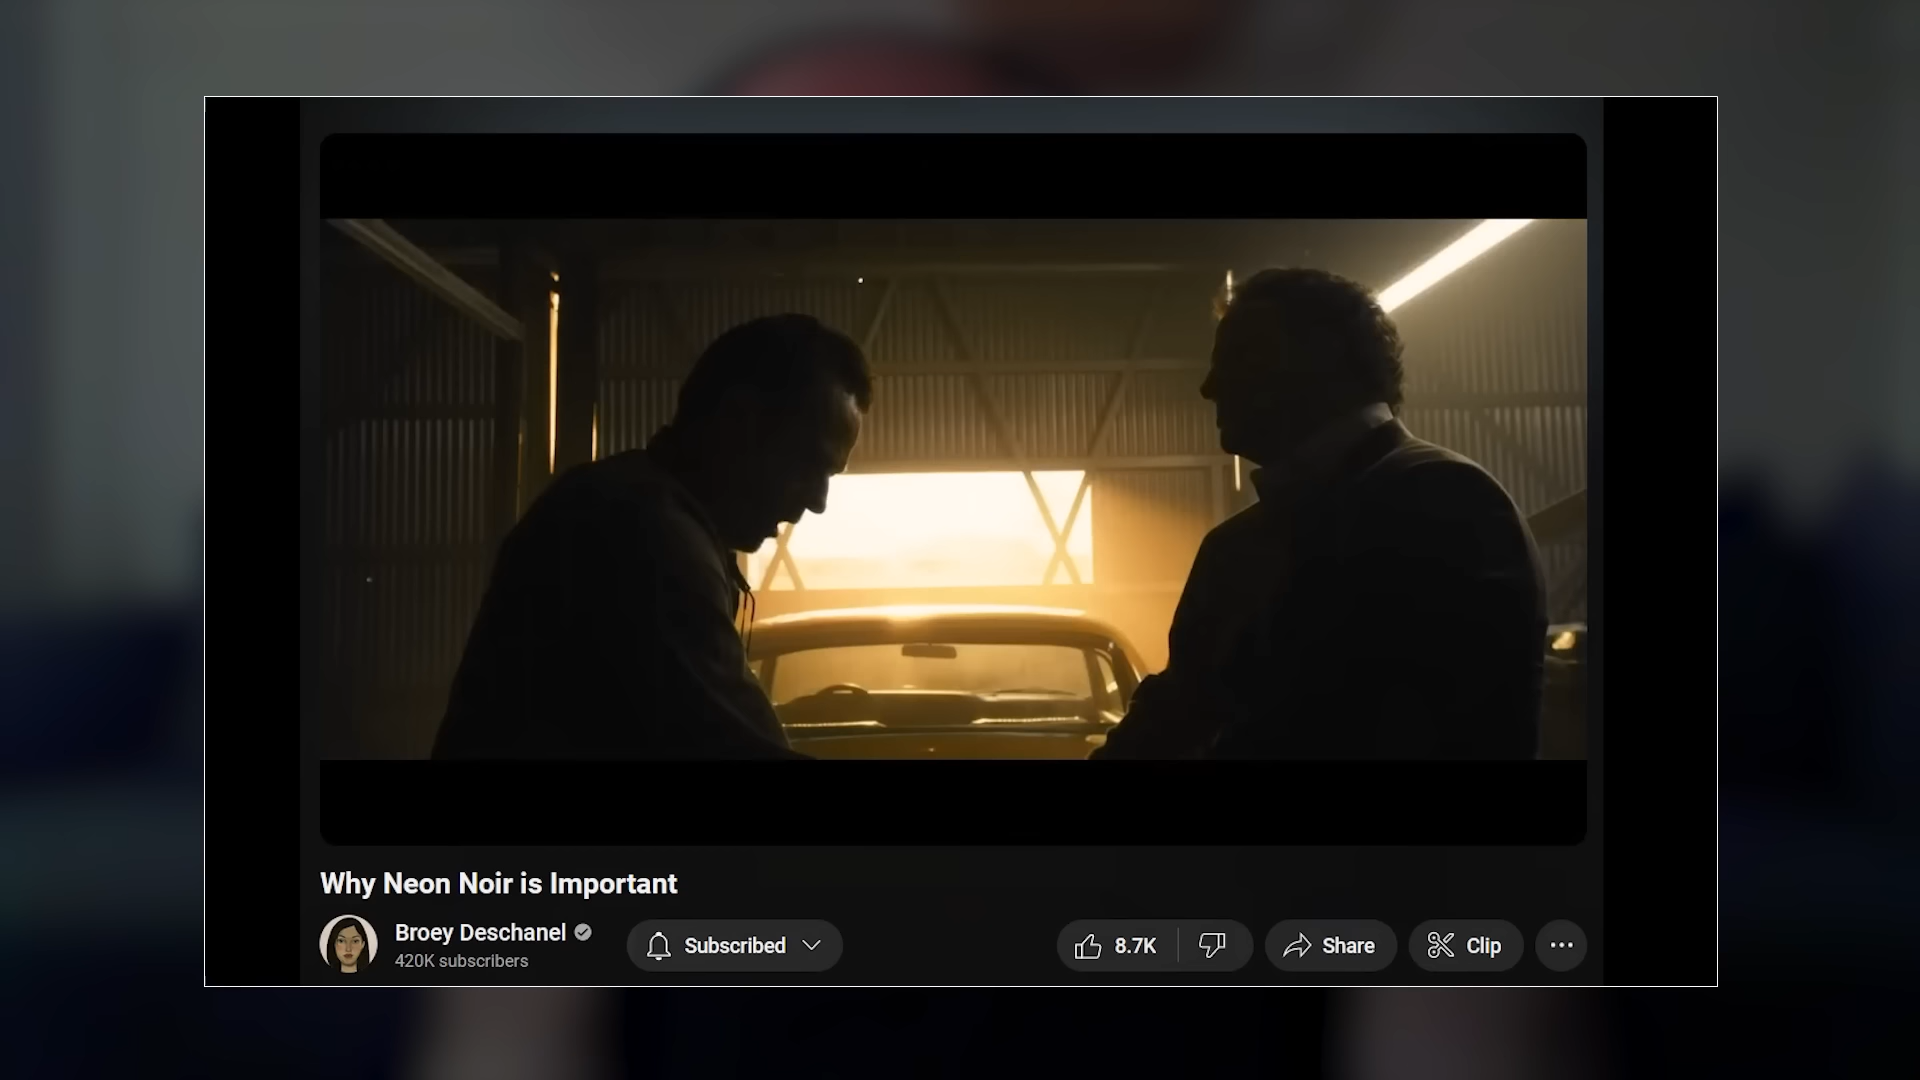 Why Neon Noir is Important
Broey Deschanel
420K subscribers
Subscribed
8.7K
Share
Clip